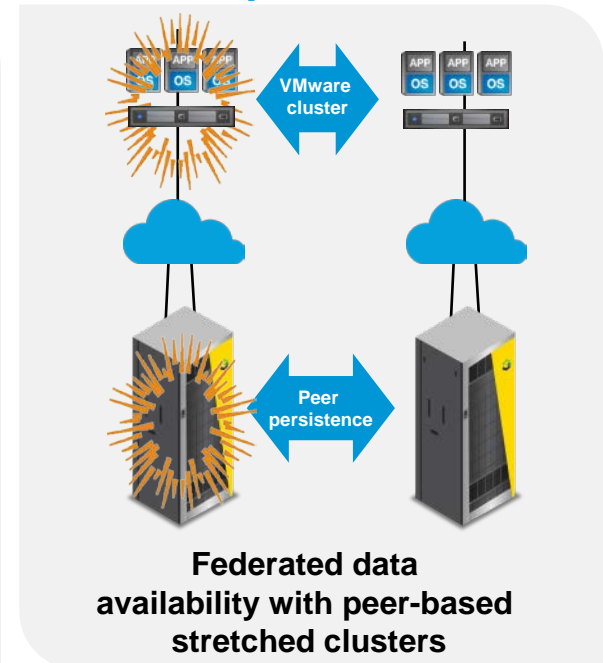 APP APP APP
OS OS OS
VMware
cluster
APP APP APP
OS OS OS
Peer
persistence
Federated data
availability with peer-based
stretched clusters